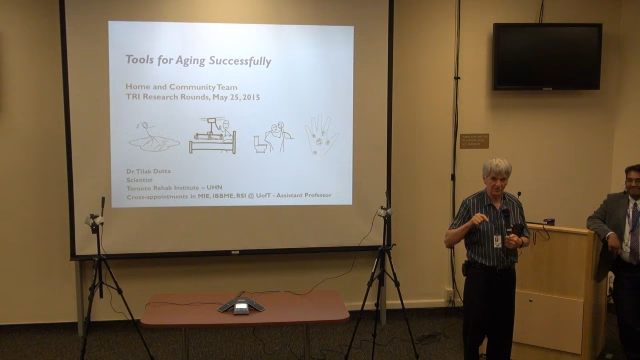 Tools for Aging Successfully
Home and Community Team
TRI Research Rounds, May 25, 2015
Dr. Tilak Dutta
Scientist
Toronto Rehab Institute – UHN
Cross-appointments in MIE, IBBME, RSI @ UofT - Assistant Professor